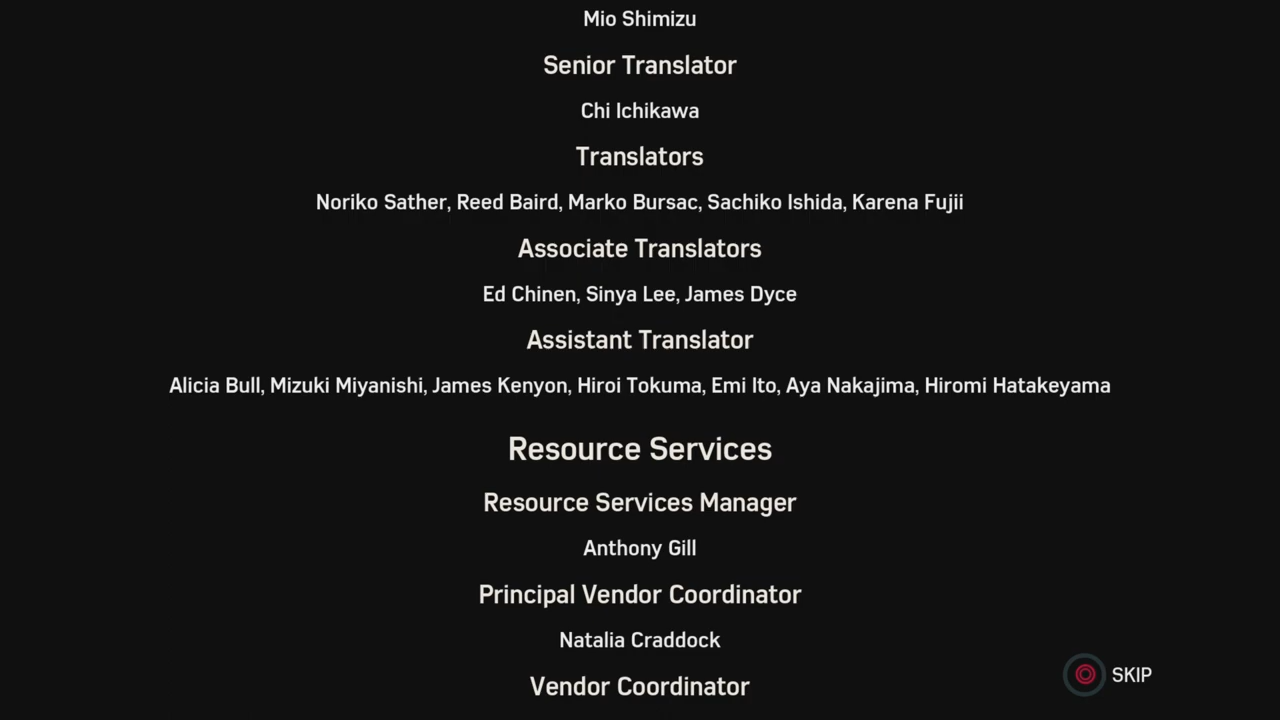 Mio Shimizu
Senior Translator
Chi Ichikawa
Translators
Noriko Sather, Reed Baird, Marko Bursac, Sachiko Ishida, Karena Fujii
Associate Translators
Ed Chinen, Sinya Lee, James Dyce
Assistant Translator
Alicia Bull, Mizuki Miyanishi, James Kenyon, Hiroi Tokuma, Emi Ito, Aya Nakajima, Hiromi Hatakeyama
Resource Services
Resource Services Manager
Anthony Gill
Principal Vendor Coordinator
Natalia Craddock
SKIP
Vendor Coordinator